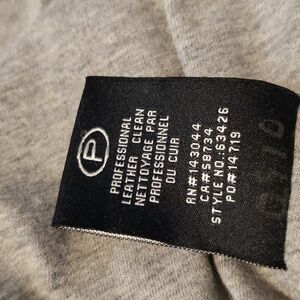 P
PROFESSIONAL
LEATHER CLEAN
NETTOYAGE PAR
PROFESSIONNEL
DU CUIR
RN#143044
CA#58734
STYLE NO.:63426
PO#:14719